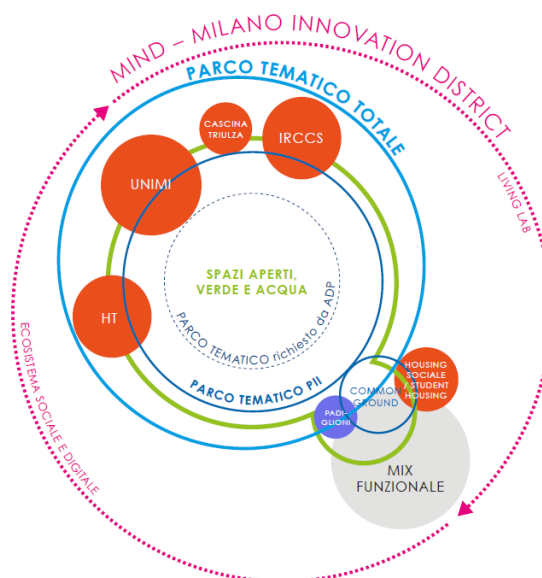 MIND – MILANO INNOVATION DISTRICT
PARCO TEMATICO TOTALE
CASCINA
TRIULZA
IRCCS
UNIMI
LIVING LAB
SPAZI APERTI,
VERDE E ACQUA
PARCO TEMATICO richiesto da ADP
HT
PARCO TEMATICO PII
ECOSISTEMA SOCIALE E DIGITALE
HOUSING
SOCIALE
/ STUDENT
HOUSING
COMMON
GROUND
PADI-
GLIONI
MIX
FUNZIONALE